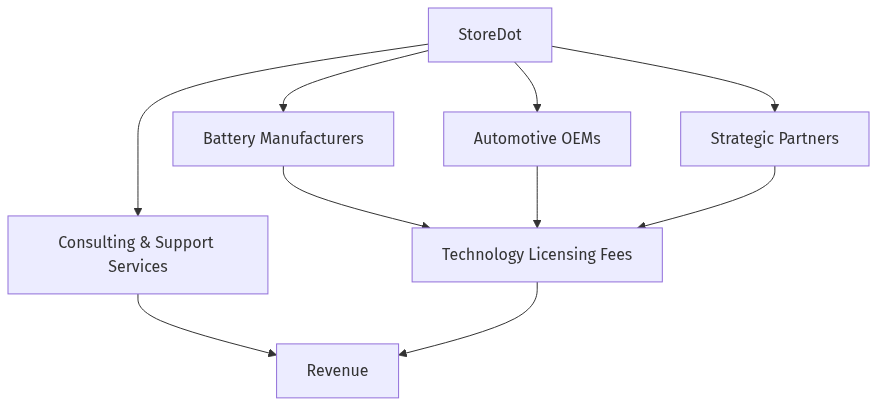 StoreDot
Battery Manufacturers
Automotive OEMs
Strategic Partners
Consulting & Support
Services
Technology Licensing Fees
Revenue